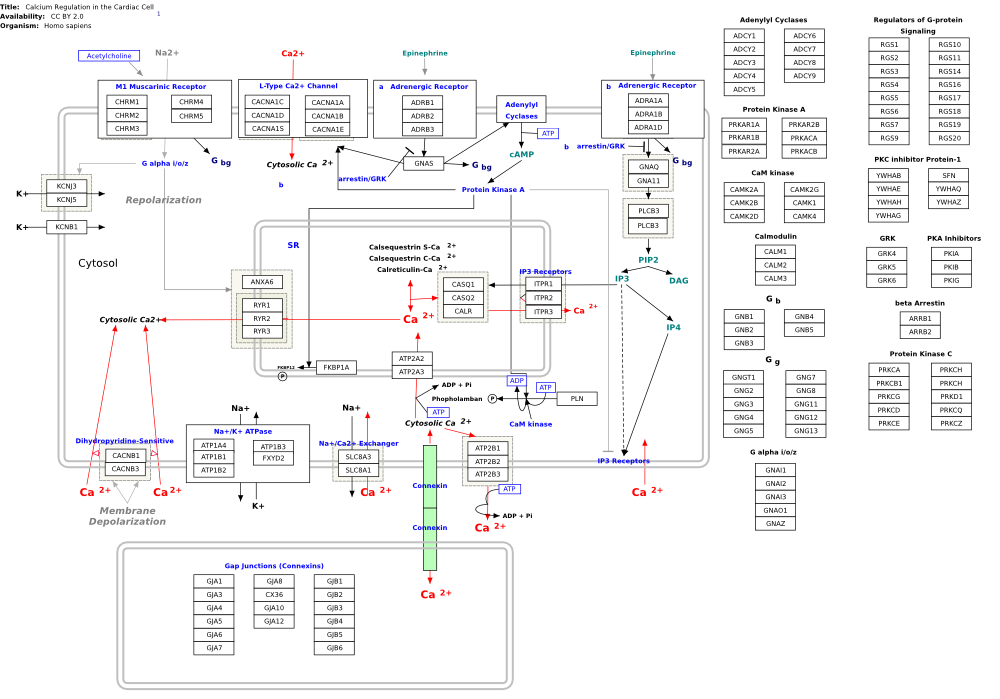 Title: Calcium Regulation in the Cardiac Cell
Availability: CC BY 2.0
1
Organism: Homo sapiens
Acetylcholine
Na2+
Ca2+
Epinephrine
Epinephrine
M1 Muscarinic Receptor
CHRM1
CHRM2
CHRM3
CHRM4
CHRM5
L-Type Ca2+ Channel
CACNA1C
CACNA1D
CACNA1S
CACNA1A
CACNA1B
CACNA1E
a Adrenergic Receptor
ADRB1
ADRB2
ADRB3
Adenylyl
Cyclases
b Adrenergic Receptor
ADRA1A
ADRA1B
ADRA1D
G alpha i/o/z
G bg
Cytosolic Ca 2+
b
arrestin/GRK
GNAS
G bg
ATP
cAMP
Protein Kinase A
b
arrestin/GRK
G bg
GNAQ
GNA11
PLCB3
PLCB3
PIP2
IP3
DAG
IP4
K+
KCNJ3
KCNJ5
K+
KCNB1
Repolarization
Cytosol
SR
Calsequestrin S-Ca 2+
Calsequestrin C-Ca 2+
Calreticulin-Ca 2+
IP3 Receptors
ANXA6
RYR1
RYR2
RYR3
CASQ1
CASQ2
CALR
ITPR1
ITPR2
ITPR3
Ca 2+
Ca 2+
Cytosolic Ca2+
FKBP12
P
FKBP1A
ATP2A2
ATP2A3
ADP + Pi
ATP
Phospholamban
P
ADP
ATP
PLN
CaM kinase
Cytosolic Ca 2+
Dihydropyridine-Sensitive
CACNB1
CACNB3
Ca 2+
Ca 2+
Membrane
Depolarization
Na+
Na+/K+ ATPase
ATP1A4
ATP1B1
ATP1B2
ATP1B3
FXYD2
K+
Na+
Na+/Ca2+ Exchanger
SLC8A3
SLC8A1
Ca 2+
Connexin
Connexin
Ca 2+
ATP2B1
ATP2B2
ATP2B3
ATP
ADP + Pi
Ca 2+
IP3 Receptors
Ca 2+
Gap Junctions (Connexins)
GJA1
GJA3
GJA4
GJA5
GJA6
GJA7
GJA8
CX36
GJA10
GJA12
GJB1
GJB2
GJB3
GJB4
GJB5
GJB6
Adenylyl Cyclases
ADCY1
ADCY2
ADCY3
ADCY4
ADCY5
ADCY6
ADCY7
ADCY8
ADCY9
Protein Kinase A
PRKAR1A
PRKAR1B
PRKAR2A
PRKAR2B
PRKACA
PRKACB
CaM kinase
CAMK2A
CAMK2B
CAMK2D
CAMK2G
CAMK1
CAMK4
Calmodulin
CALM1
CALM2
CALM3
G b
GNB1
GNB2
GNB3
GNB4
GNB5
G g
GNGT1
GNG2
GNG3
GNG4
GNG5
GNG7
GNG8
GNG11
GNG12
GNG13
G alpha i/o/z
GNAI1
GNAI2
GNAI3
GNAO1
GNAZ
Regulators of G-protein
Signaling
RGS1
RGS2
RGS3
RGS4
RGS5
RGS6
RGS7
RGS9
RGS10
RGS11
RGS14
RGS16
RGS17
RGS18
RGS19
RGS20
PKC inhibitor Protein-1
YWHAB
YWHAE
YWHAH
YWHAG
SFN
YWHAQ
YWHAZ
GRK
GRK4
GRK5
GRK6
PKA Inhibitors
PKIA
PKIB
PKIG
beta Arrestin
ARRB1
ARRB2
Protein Kinase C
PRKCA
PRKCB1
PRKCG
PRKCD
PRKCE
PRKCH
PRKCH
PRKD1
PRKCQ
PRKCZ